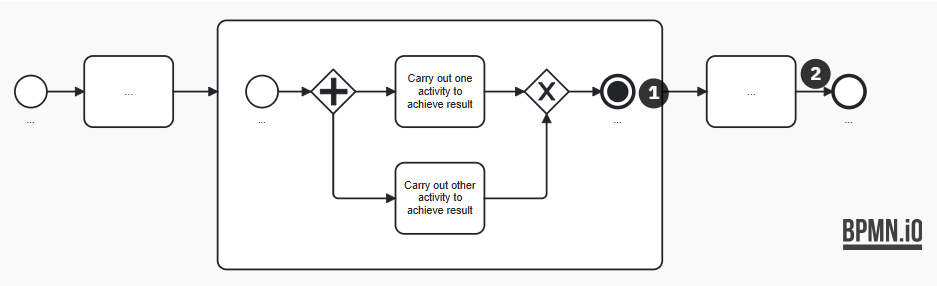 ...
...
...
Carry out one
activity to
achieve result
Carry out other
activity to
achieve result
X
...
1
...
2
...
BPMN.iO